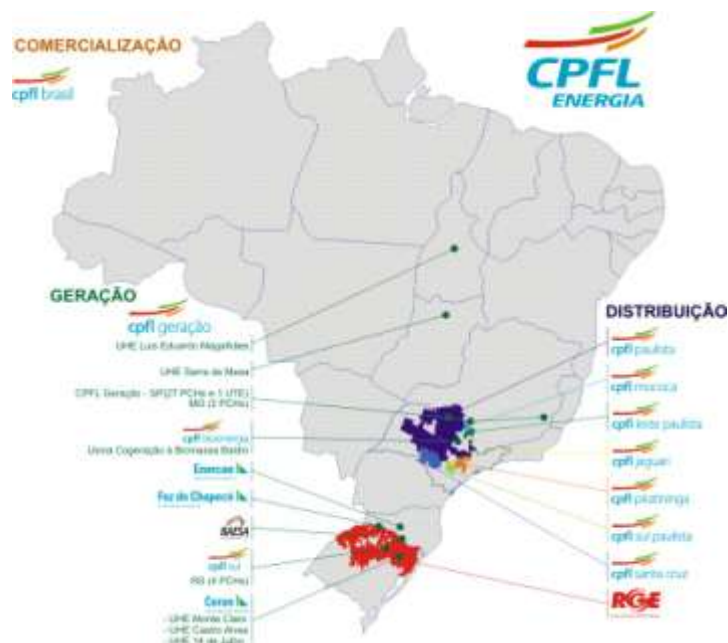 COMERCIALIZAÇÃO
cpfl brasil
CPFL
ENERGIA
GERAÇÃO
cpfl geração
UHE Luis Eduardo Magalhães
UHE Serra da Mesa
CPFL Geração - SP(27 PCHs e 1 UTE)
MG (2 PCHs)
cpfl bioenergia
Usina Cogeração à Biomassa Baldin
Enercan
Foz do Chapecó
BAESA
cpfl sul
RS (4 PCHs)
Ceran
- UHE Monte Claro
- UHE Castro Alves
- UHE 14 de Julho
DISTRIBUIÇÃO
cpfl paulista
cpfl mococa
cpfl leste paulista
cpfl jaguari
cpfl piratininga
cpfl sul paulista
cpfl santa cruz
RGE